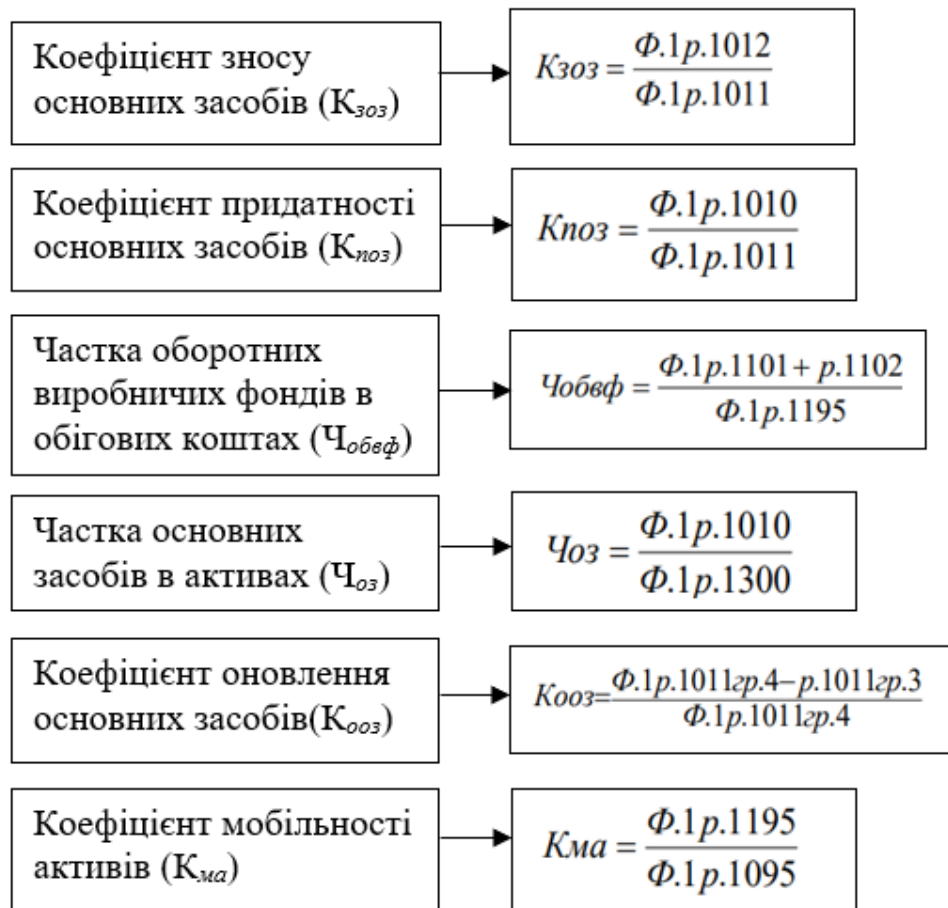 Коефіцієнт зносу
основних засобів (Кзоз)
Кзоз = Ф.1р.1012 / Ф.1р.1011
Коефіцієнт придатності
основних засобів (Кпоз)
Кпоз = Ф.1р.1010 / Ф.1р.1011
Частка оборотних
виробничих фондів в
обігових коштах (Чобвф)
Чобвф = Ф.1р.1101 + р.1102 / Ф.1р.1195
Частка основних
засобів в активах (Чоз)
Чоз = Ф.1р.1010 / Ф.1р.1300
Коефіцієнт оновлення
основних засобів(Кооз)
Кооз= Ф.1р.1011гр.4− р.1011гр.3 / Ф.1р.1011гр.4
Коефіцієнт мобільності
активів (Кма)
Кма = Ф.1р.1195 / Ф.1р.1095